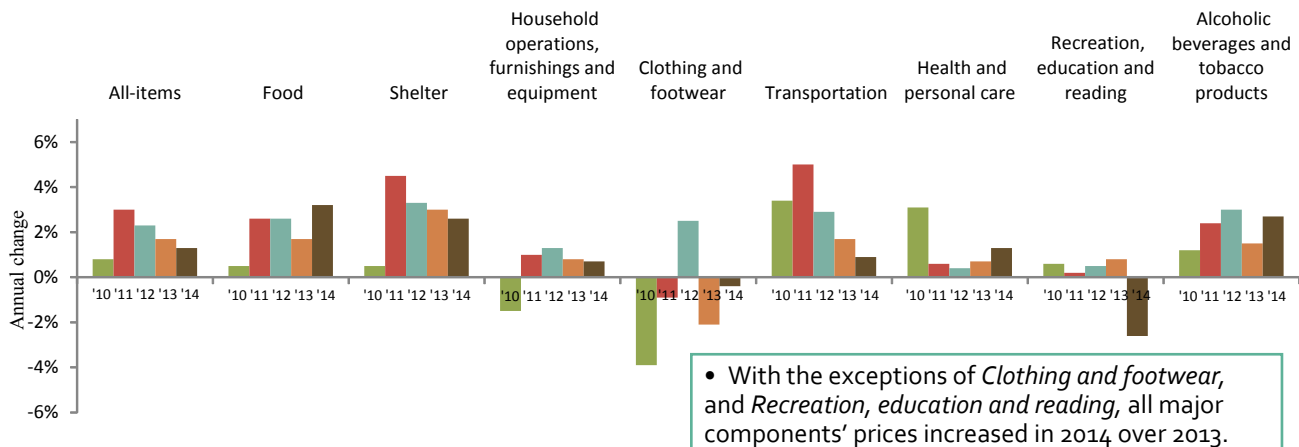 Household
operations,
furnishings and
equipment
Alcoholic
beverages and
tobacco
products
Recreation,
education and
reading
Clothing and
footwear
Health and
personal care
All-items
Food
Shelter
Transportation
6%
4%
2%
0%
-2%
-4%
-6%
Annual change
'10 '11 '12 '13 '14
'10 '11 '12 '13 '14
'10 '11 '12 '13 '14
'10 '11 '12 '13 '14
'10 '11 '12 '13 '14
'10 '11 '12 '13 '14
'10 '11 '12 '13 '14
'10 '11 '12 '13 '14
'10 '11 '12 '13 '14
• With the exceptions of Clothing and footwear,
and Recreation, education and reading, all major
components’ prices increased in 2014 over 2013.